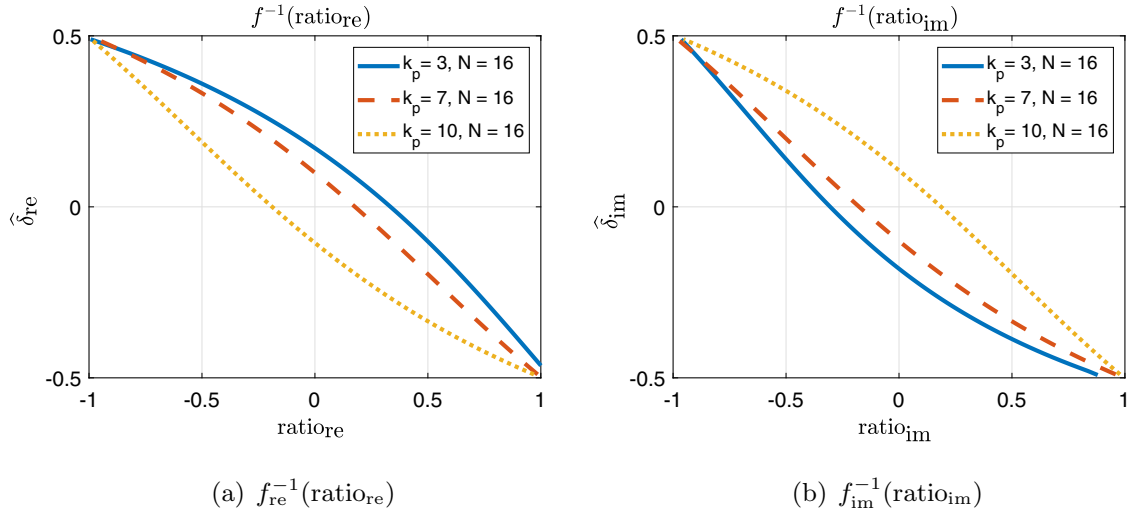 f⁻¹(ratio_re)
0.5
0
-0.5
δ̂_re
k_p = 3, N = 16
k_p = 7, N = 16
k_p = 10, N = 16
-1 -0.5 0 0.5 1
ratio_re
(a) f_re⁻¹(ratio_re)
f⁻¹(ratio_im)
0.5
0
-0.5
δ̂_im
k_p = 3, N = 16
k_p = 7, N = 16
k_p = 10, N = 16
-1 -0.5 0 0.5 1
ratio_im
(b) f_im⁻¹(ratio_im)